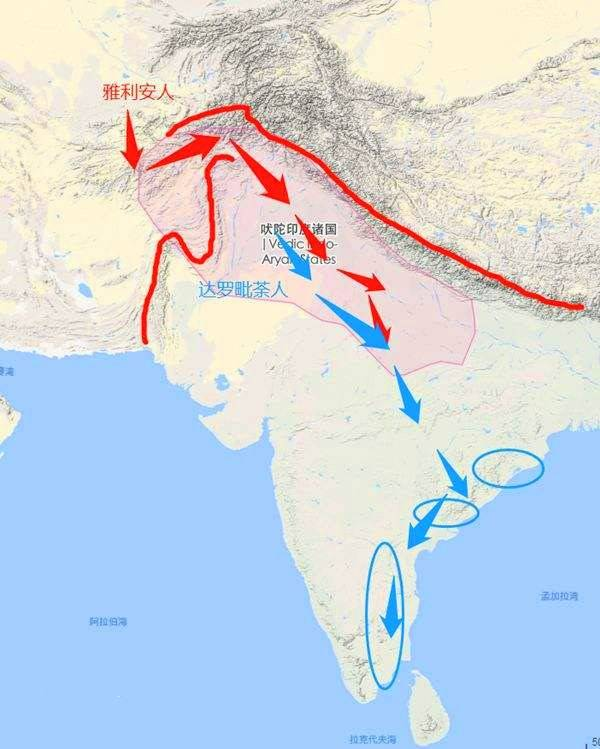 雅利安人
吠陀印度诸国
| Vedic Indo-
Aryan States
达罗毗荼人
阿拉伯海
孟加拉湾
拉克代夫海